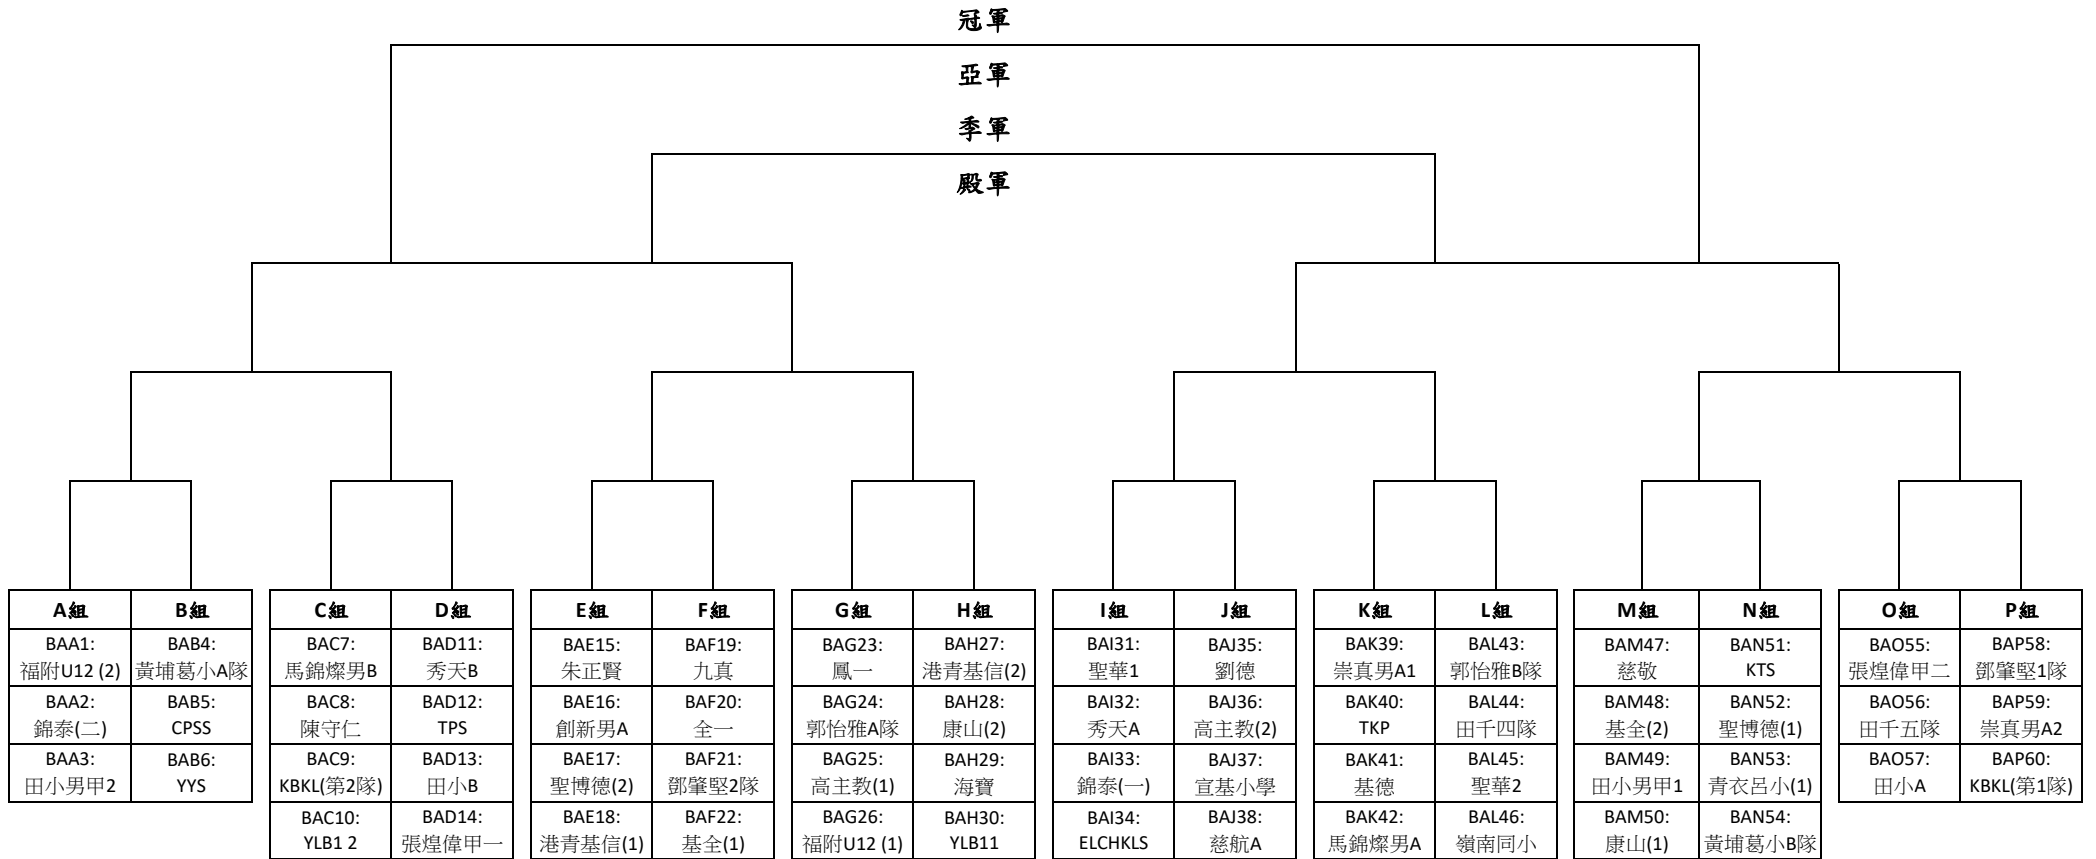 冠軍
亞軍
季軍
殿軍
A組 B組 C組 D組 E組 F組 G組 H組 I組 J組 K組 L組 M組 N組 O組 P組
BAA1: BAB4: BAC7: BAD11: BAE15: BAF19: BAG23: BAH27: BAI31: BAJ35: BAK39: BAL43: BAM47: BAN51: BAO55: BAP58:
福附U12 (2) 黃埔葛小A隊 馬錦燦男B 秀天B 朱正賢 九真 鳳一 港青基信(2) 聖華1 劉德 崇真男A1 郭怡雅B隊 慈敬 KTS 張煌偉甲二 鄧肇堅1隊
BAA2: BAB5: BAC8: BAD12: BAE16: BAF20: BAG24: BAH28: BAI32: BAJ36: BAK40: BAL44: BAM48: BAN52: BAO56: BAP59:
錦泰(二) CPSS 陳守仁 TPS 創新男A 全一 郭怡雅A隊 康山(2) 秀天A 高主教(2) TKP 田千四隊 基全(2) 聖博德(1) 田千五隊 崇真男A2
BAA3: BAB6: BAC9: BAD13: BAE17: BAF21: BAG25: BAH29: BAI33: BAJ37: BAK41: BAL45: BAM49: BAN53: BAO57: BAP60:
田小男甲2 YYS KBKL(第2隊) 田小B 聖博德(2) 鄧肇堅2隊 高主教(1) 海寶 錦泰(一) 宣基小學 基德 聖華2 田小男甲1 青衣呂小(1) 田小A KBKL(第1隊)
BAC10: BAD14: BAE18: BAF22: BAG26: BAH30: BAI34: BAJ38: BAK42: BAL46: BAM50: BAN54:
YLB1 2 張煌偉甲一 港青基信(1) 基全(1) 福附U12 (1) YLB11 ELCHKLS 慈航A 馬錦燦男A 嶺南同小 康山(1) 黃埔葛小B隊